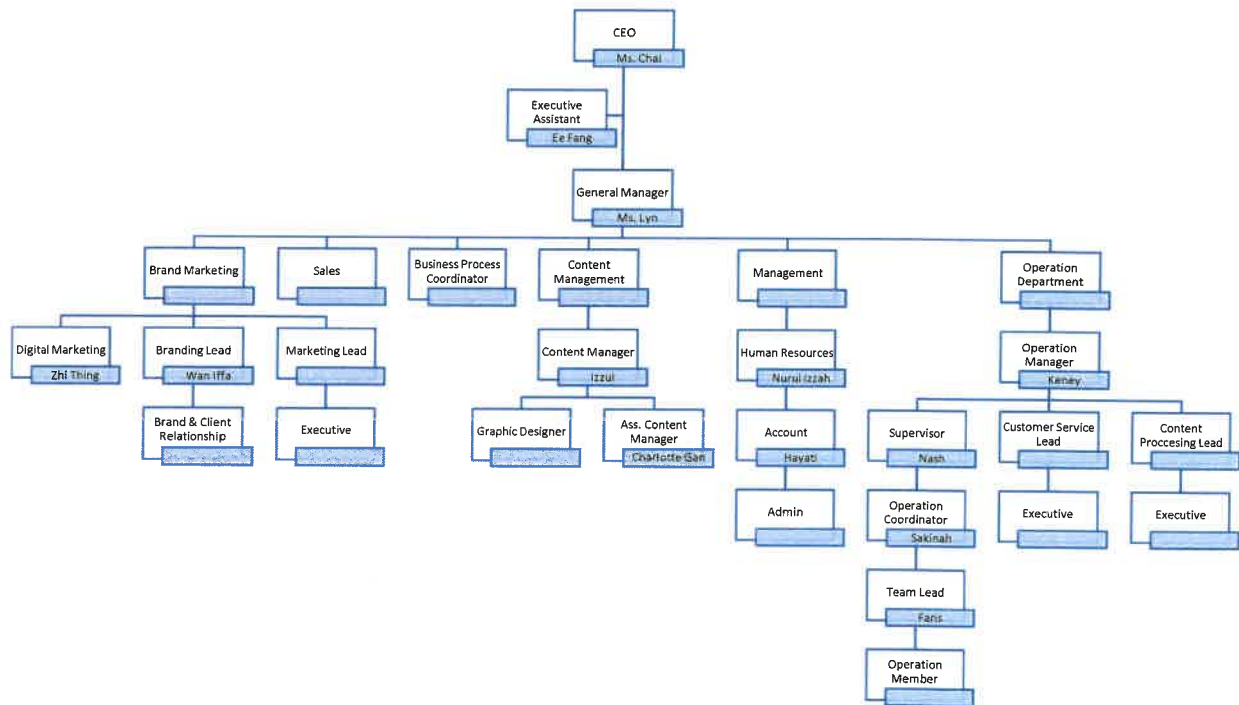 CEO
Ms. Chai
Executive
Assistant
Ee Fang
General Manager
Ms. Lyn
Brand Marketing
Sales
Business Process
Coordinator
Content
Management
Management
Operation
Department
Digital Marketing
Zhi Thing
Branding Lead
Wan Iffa
Marketing Lead
Content Manager
Izzul
Human Resources
Nurul Izzah
Operation
Manager
Keney
Brand & Client
Relationship
Executive
Graphic Designer
Ass. Content
Manager
Charlotte Gan
Account
Hayati
Supervisor
Nash
Customer Service
Lead
Content
Proccesing Lead
Admin
Operation
Coordinator
Sakinah
Executive
Executive
Team Lead
Faris
Operation
Member